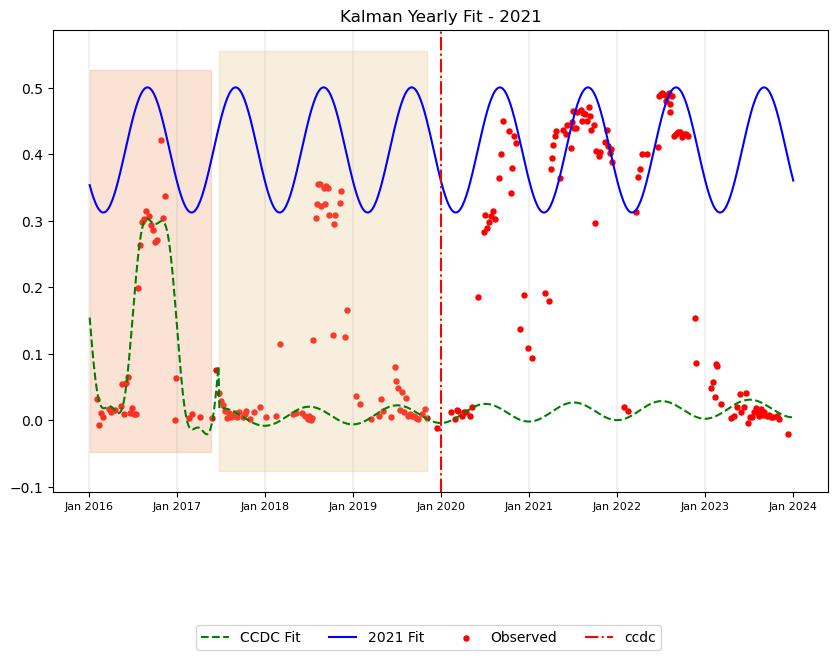 Kalman Yearly Fit - 2021
0.5
0.4
0.3
0.2
0.1
0.0
−0.1
Jan 2016 Jan 2017 Jan 2018 Jan 2019 Jan 2020 Jan 2021 Jan 2022 Jan 2023 Jan 2024
CCDC Fit 2021 Fit Observed ccdc